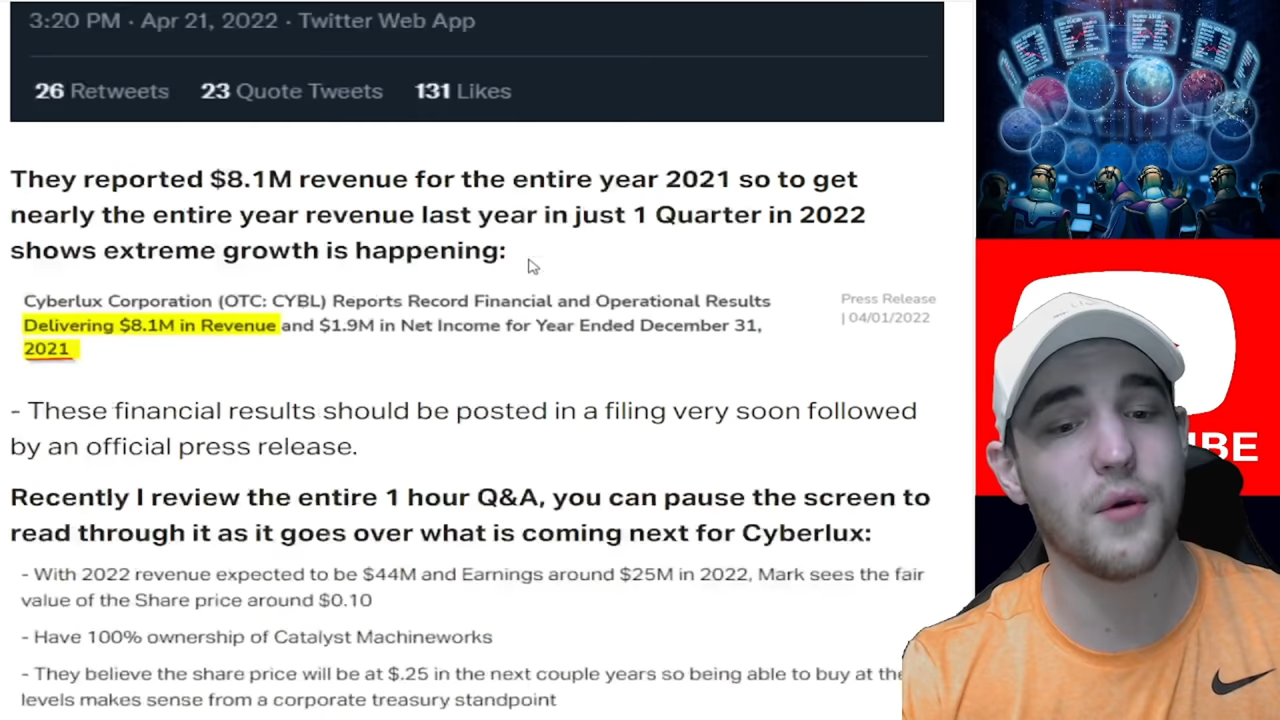 3:20 PM · Apr 21, 2022 · Twitter Web App
26 Retweets 23 Quote Tweets 131 Likes
They reported $8.1M revenue for the entire year 2021 so to get
nearly the entire year revenue last year in just 1 Quarter in 2022
shows extreme growth is happening:
Cyberlux Corporation (OTC: CYBL) Reports Record Financial and Operational Results
Delivering $8.1M in Revenue and $1.9M in Net Income for Year Ended December 31,
2021
Press Release
| 04/01/2022
- These financial results should be posted in a filing very soon followed
by an official press release.
Recently I review the entire 1 hour Q&A, you can pause the screen to
read through it as it goes over what is coming next for Cyberlux:
- With 2022 revenue expected to be $44M and Earnings around $25M in 2022, Mark sees the fair
value of the Share price around $0.10
- Have 100% ownership of Catalyst Machineworks
- They believe the share price will be at $.25 in the next couple years so being able to buy at
levels makes sense from a corporate treasury standpoint
UBE